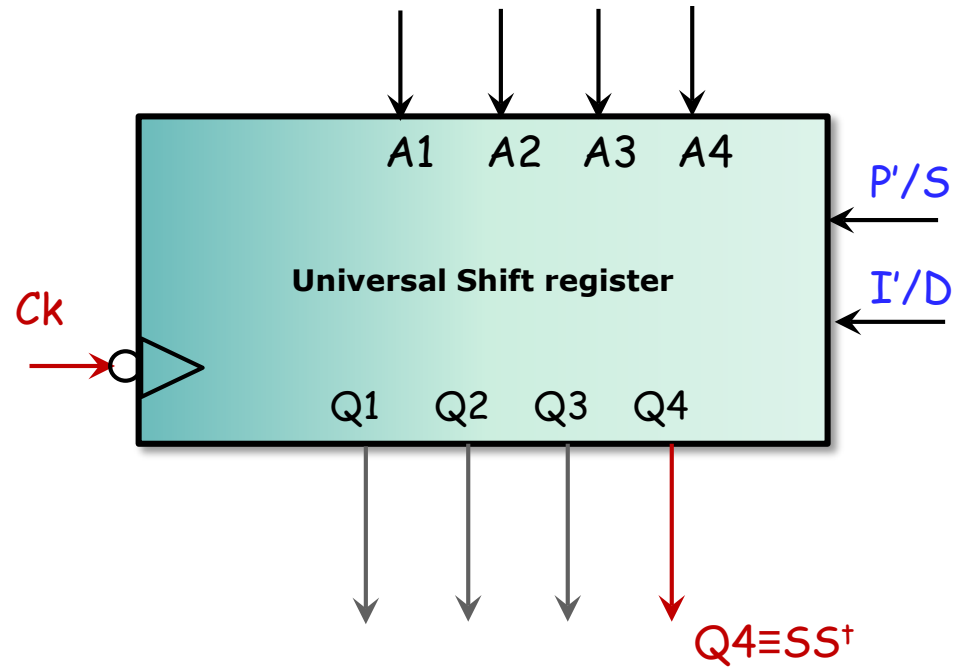 A1 A2 A3 A4
P'/S
Universal Shift register
I'/D
Ck
Q1 Q2 Q3 Q4
Q4≡SS†